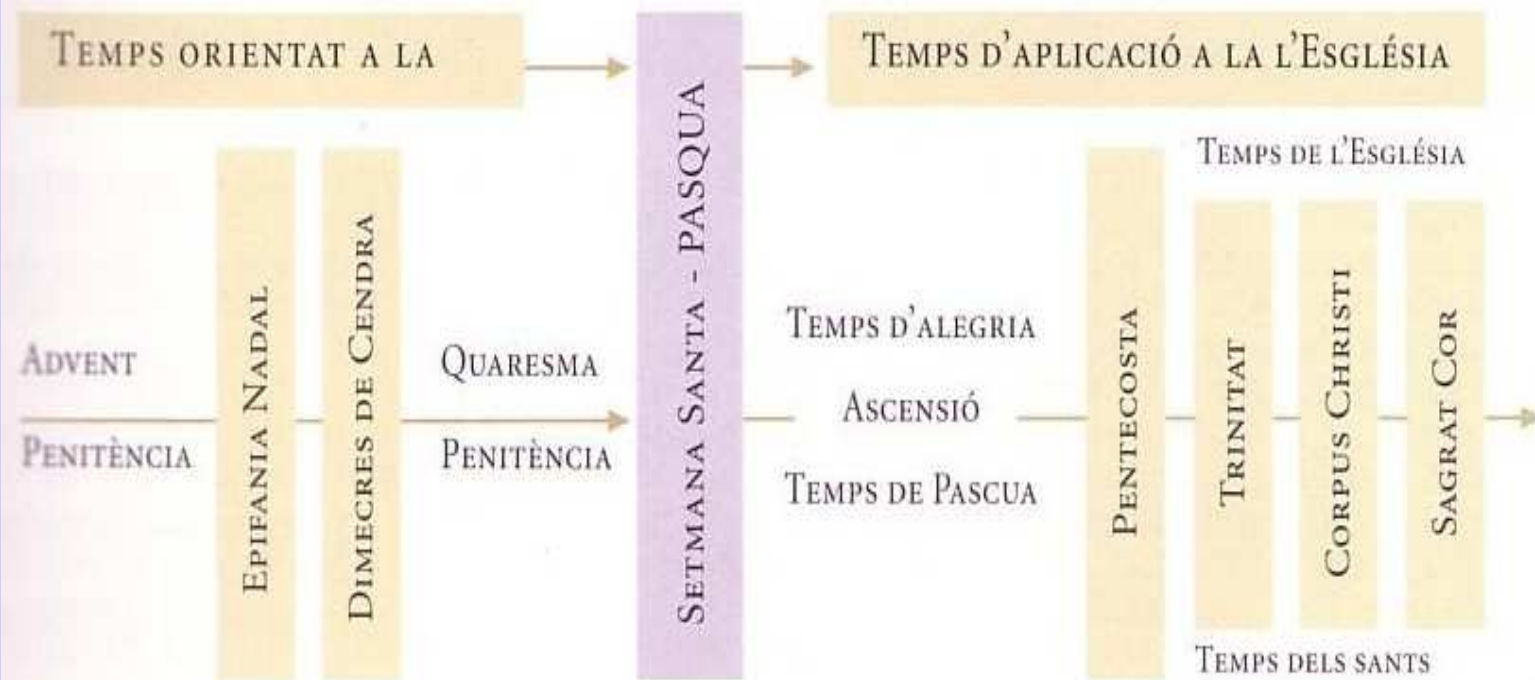 TEMPS ORIENTAT A LA
TEMPS D'APLICACIÓ A LA L'ESGLÉSIA
ADVENT
PENITÈNCIA
EPIFANIA NADAL
DIMECRES DE CENDRA
QUARESMA
PENITÈNCIA
SETMANA SANTA - PASQUA
TEMPS D'ALEGRIA
ASCENSIÓ
TEMPS DE PASCUA
PENTECOSTA
TEMPS DE L'ESGLÉSIA
TRINITAT
CORPUS CHRISTI
SAGRAT COR
TEMPS DELS SANTS